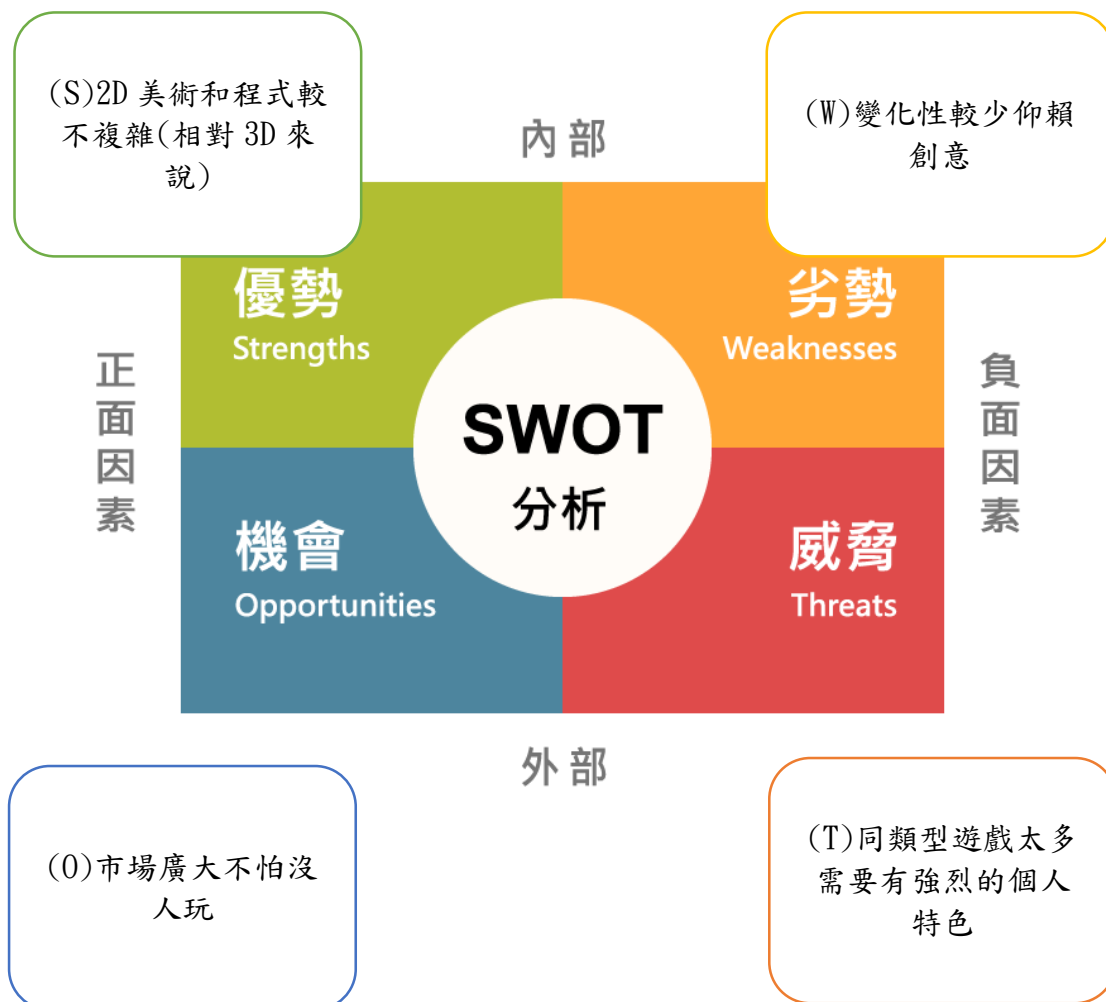 (S)2D 美術和程式較
不複雜(相對 3D 來
說)
(W)變化性較少仰賴
創意
內部
優勢
Strengths
劣勢
Weaknesses
正面因素
負面因素
SWOT
分析
機會
Opportunities
威脅
Threats
外部
(O)市場廣大不怕沒
人玩
(T)同類型遊戲太多
需要有強烈的個人
特色